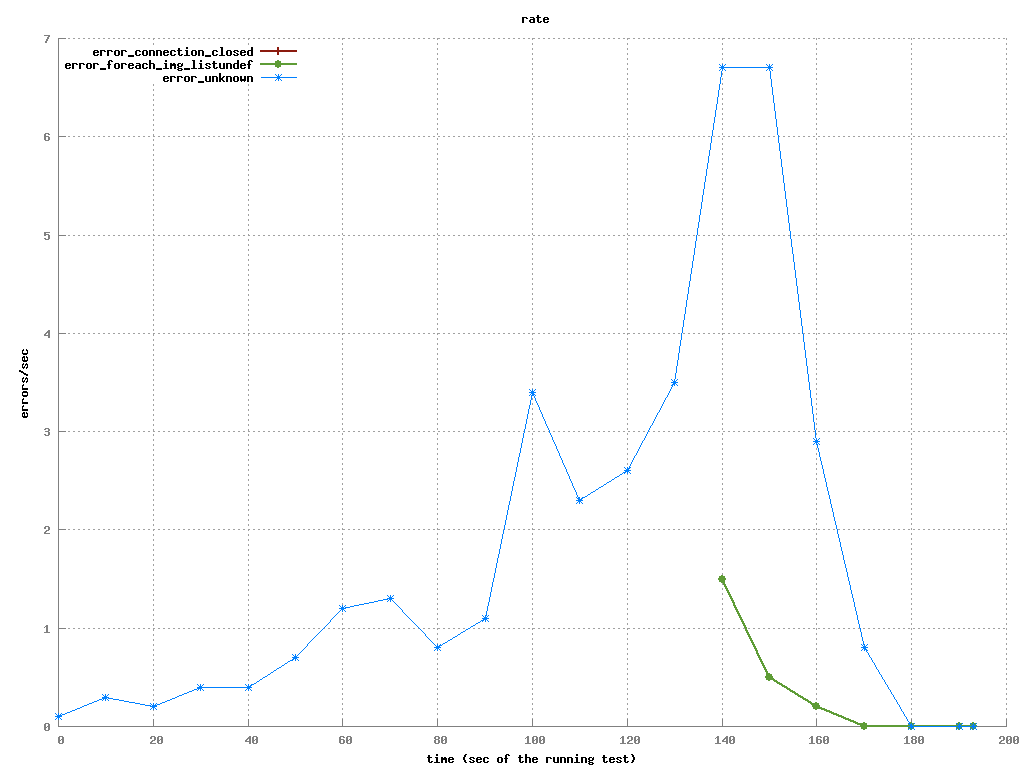 rate
error_connection_closed
error_foreach_img_listundef
error_unknown
7
6
5
4
3
2
1
0
errors/sec
0 20 40 60 80 100 120 140 160 180 200
time (sec of the running test)